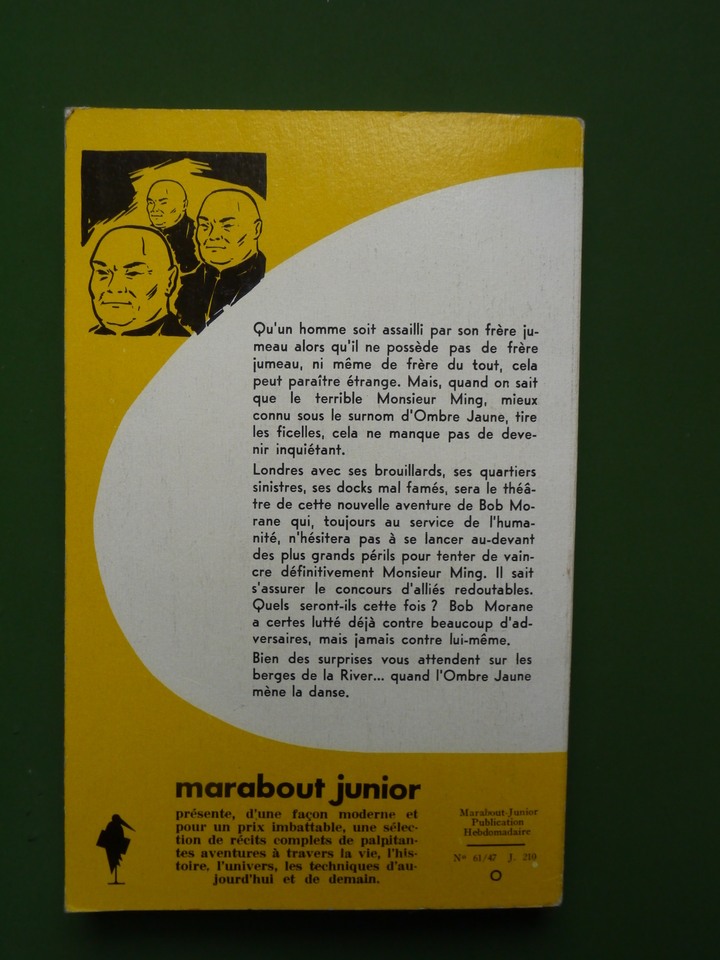 Qu'un homme soit assailli par son frère ju-
meau alors qu'il ne possède pas de frère
jumeau, ni même de frère du tout, cela
peut paraître étrange. Mais, quand on sait
que le terrible Monsieur Ming, mieux
connu sous le surnom d'Ombre Jaune, tire
les ficelles, cela ne manque pas de deve-
nir inquiétant.
Londres avec ses brouillards, ses quartiers
sinistres, ses docks mal famés, sera le théâ-
tre de cette nouvelle aventure de Bob Mo-
rane qui, toujours au service de l'huma-
nité, n'hésitera pas à se lancer au-devant
des plus grands périls pour tenter de vain-
cre définitivement Monsieur Ming. Il sait
s'assurer le concours d'alliés redoutables.
Quels seront-ils cette fois ? Bob Morane
a certes lutté déjà contre beaucoup d'ad-
versaires, mais jamais contre lui-même.
Bien des surprises vous attendent sur les
berges de la River... quand l'Ombre Jaune
mène la danse.
marabout junior
présente, d'une façon moderne et
pour un prix imbattable, une sélec-
tion de récits complets de palpitan-
tes aventures à travers la vie, l'his-
toire, l'univers, les techniques d'au-
jourd'hui et de demain.
Marabout-Junior
Publication
Hebdomadaire
N° 61/47 J. 210